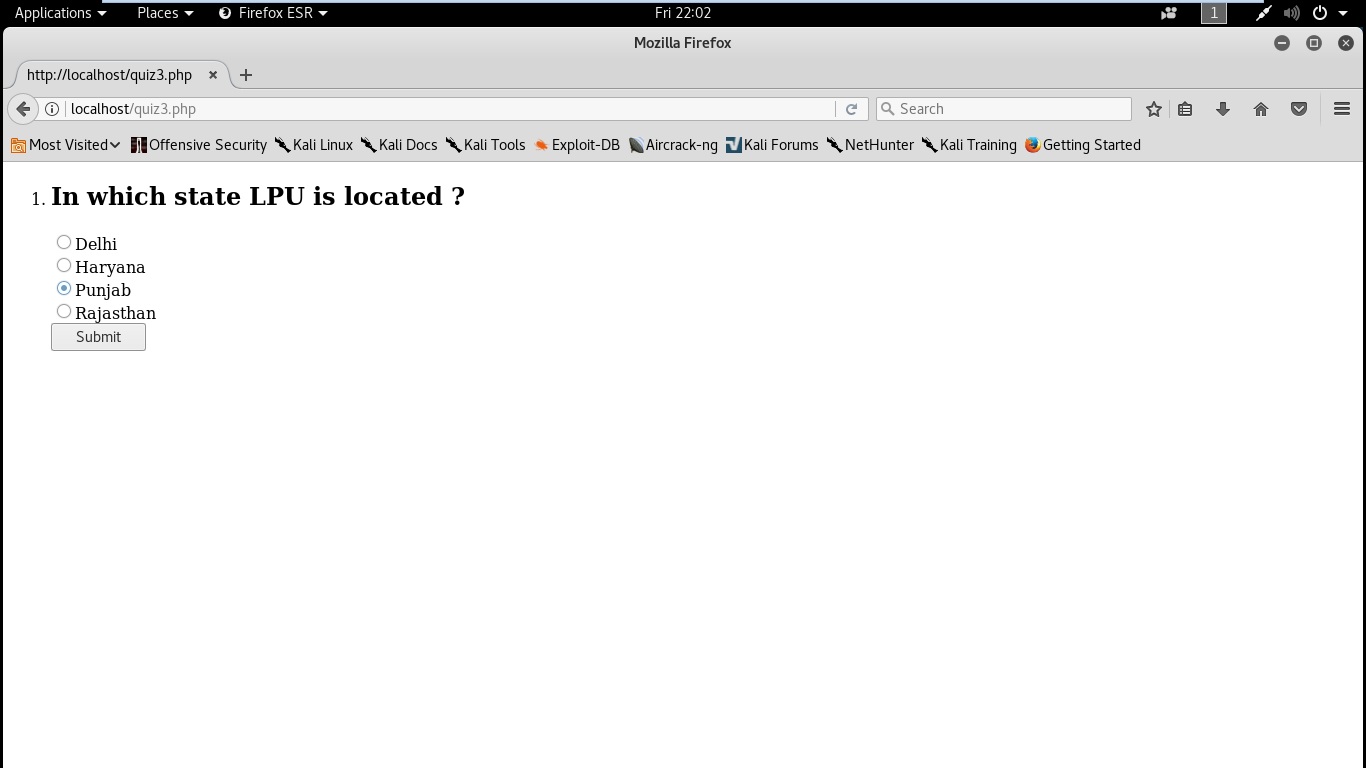 Applications Places Firefox ESR Fri 22:02 1
Mozilla Firefox
http://localhost/quiz3.php
localhost/quiz3.php Search
Most Visited Offensive Security Kali Linux Kali Docs Kali Tools Exploit-DB Aircrack-ng Kali Forums NetHunter Kali Training Getting Started
1. In which state LPU is located ?
Delhi
Haryana
Punjab
Rajasthan
Submit